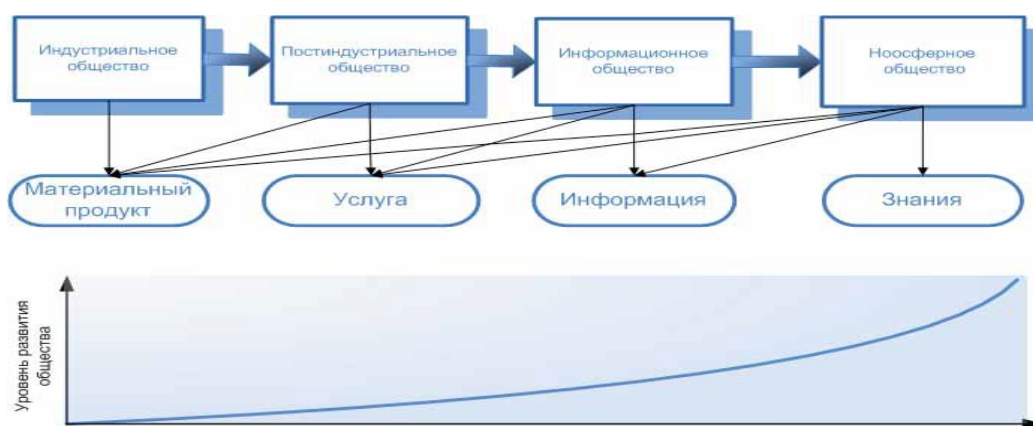 Индустриальное
общество
Постиндустриальное
общество
Информационное
общество
Ноосферное
общество
Материальный
продукт
Услуга
Информация
Знания
Уровень развития
общества